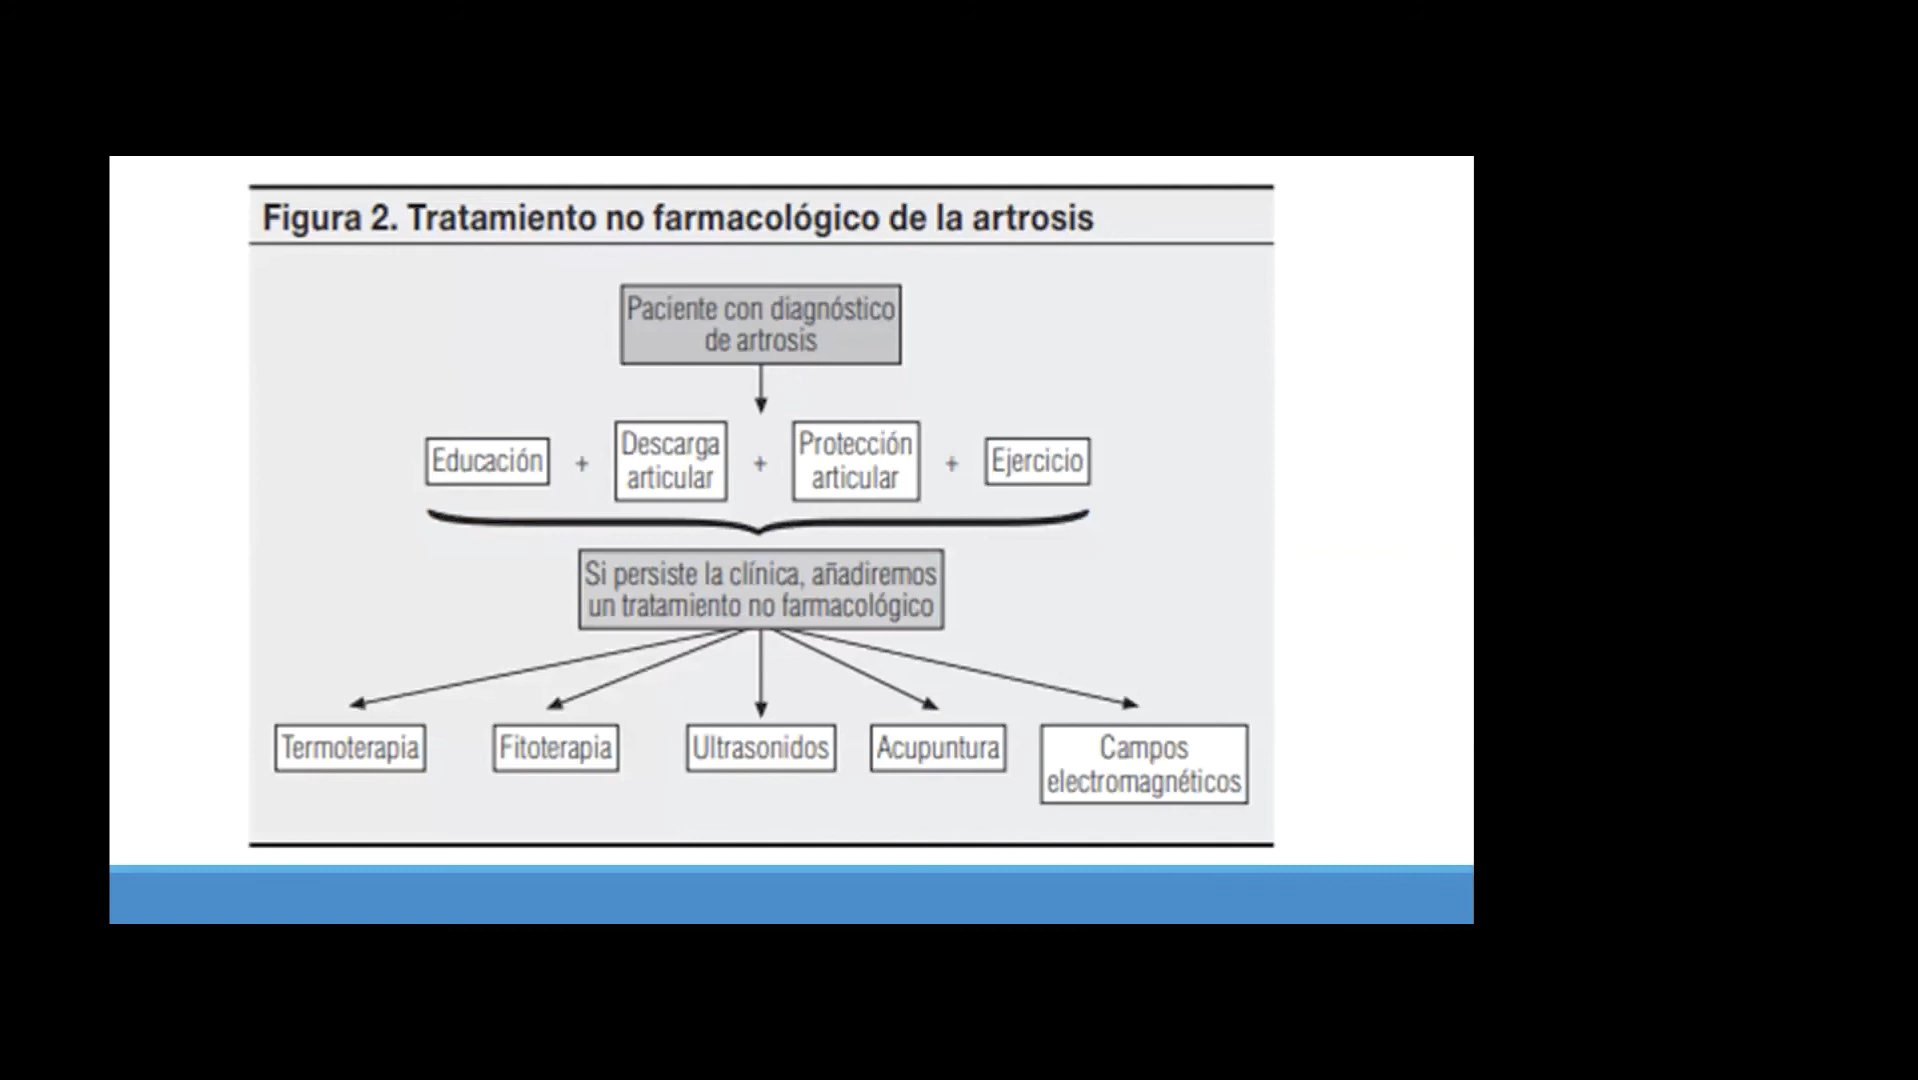 Figura 2. Tratamiento no farmacológico de la artrosis
Paciente con diagnóstico
de artrosis
Educación + Descarga articular + Protección articular + Ejercicio
Si persiste la clínica, añadiremos
un tratamiento no farmacológico
Termoterapia
Fitoterapia
Ultrasonidos
Acupuntura
Campos
electromagnéticos